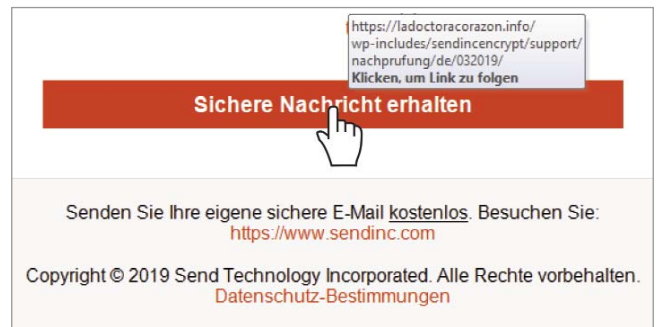 https://ladoctoracorazon.info/
wp-includes/sendincencrypt/support/
nachprufung/de/032019/
Klicken, um Link zu folgen
Sichere Nachricht erhalten
Senden Sie Ihre eigene sichere E-Mail kostenlos. Besuchen Sie:
https://www.sendinc.com
Copyright © 2019 Send Technology Incorporated. Alle Rechte vorbehalten.
Datenschutz-Bestimmungen